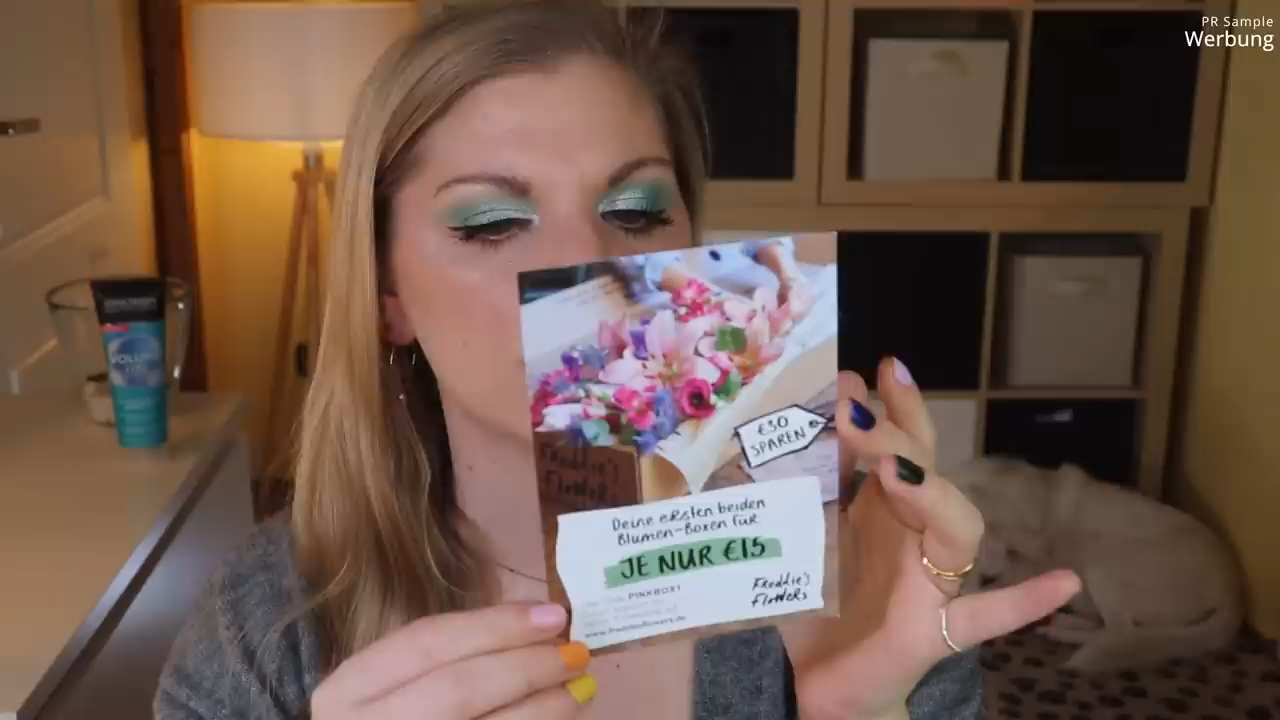 PR Sample
Werbung
VOLUME
€30
SPAREN
Freddie's
Flowers
Deine ersten beiden
Blumen-Boxen für
JE NUR €15
PINKBOX1
Freddie's
Flowers
www.freddiesflowers.de